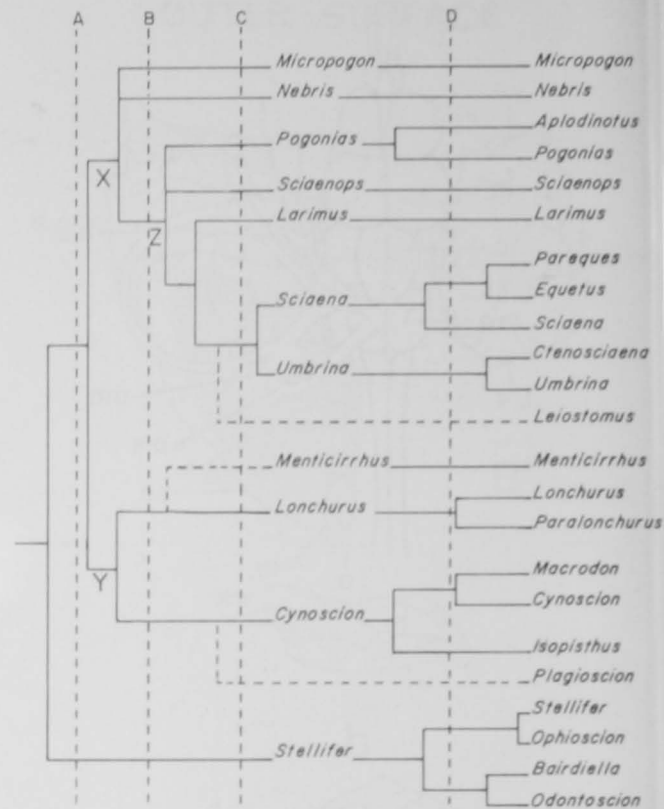 A B C D
Micropogon Micropogon
Nebris Nebris
Aplodinotus
Pogonias
Pogonias
X
Sciaenops Sciaenops
Larimus Larimus
Z
Pareques
Equetus
Sciaena
Sciaena
Ctenosciaena
Umbrina
Umbrina
Leiostomus
Menticirrhus Menticirrhus
Lonchurus
Lonchurus
Paralonchurus
Macrodon
Y
Cynoscion
Cynoscion
Isopisthus
Plagioscion
Stellifer
Stellifer
Ophioscion
Bairdiella
Odontoscion